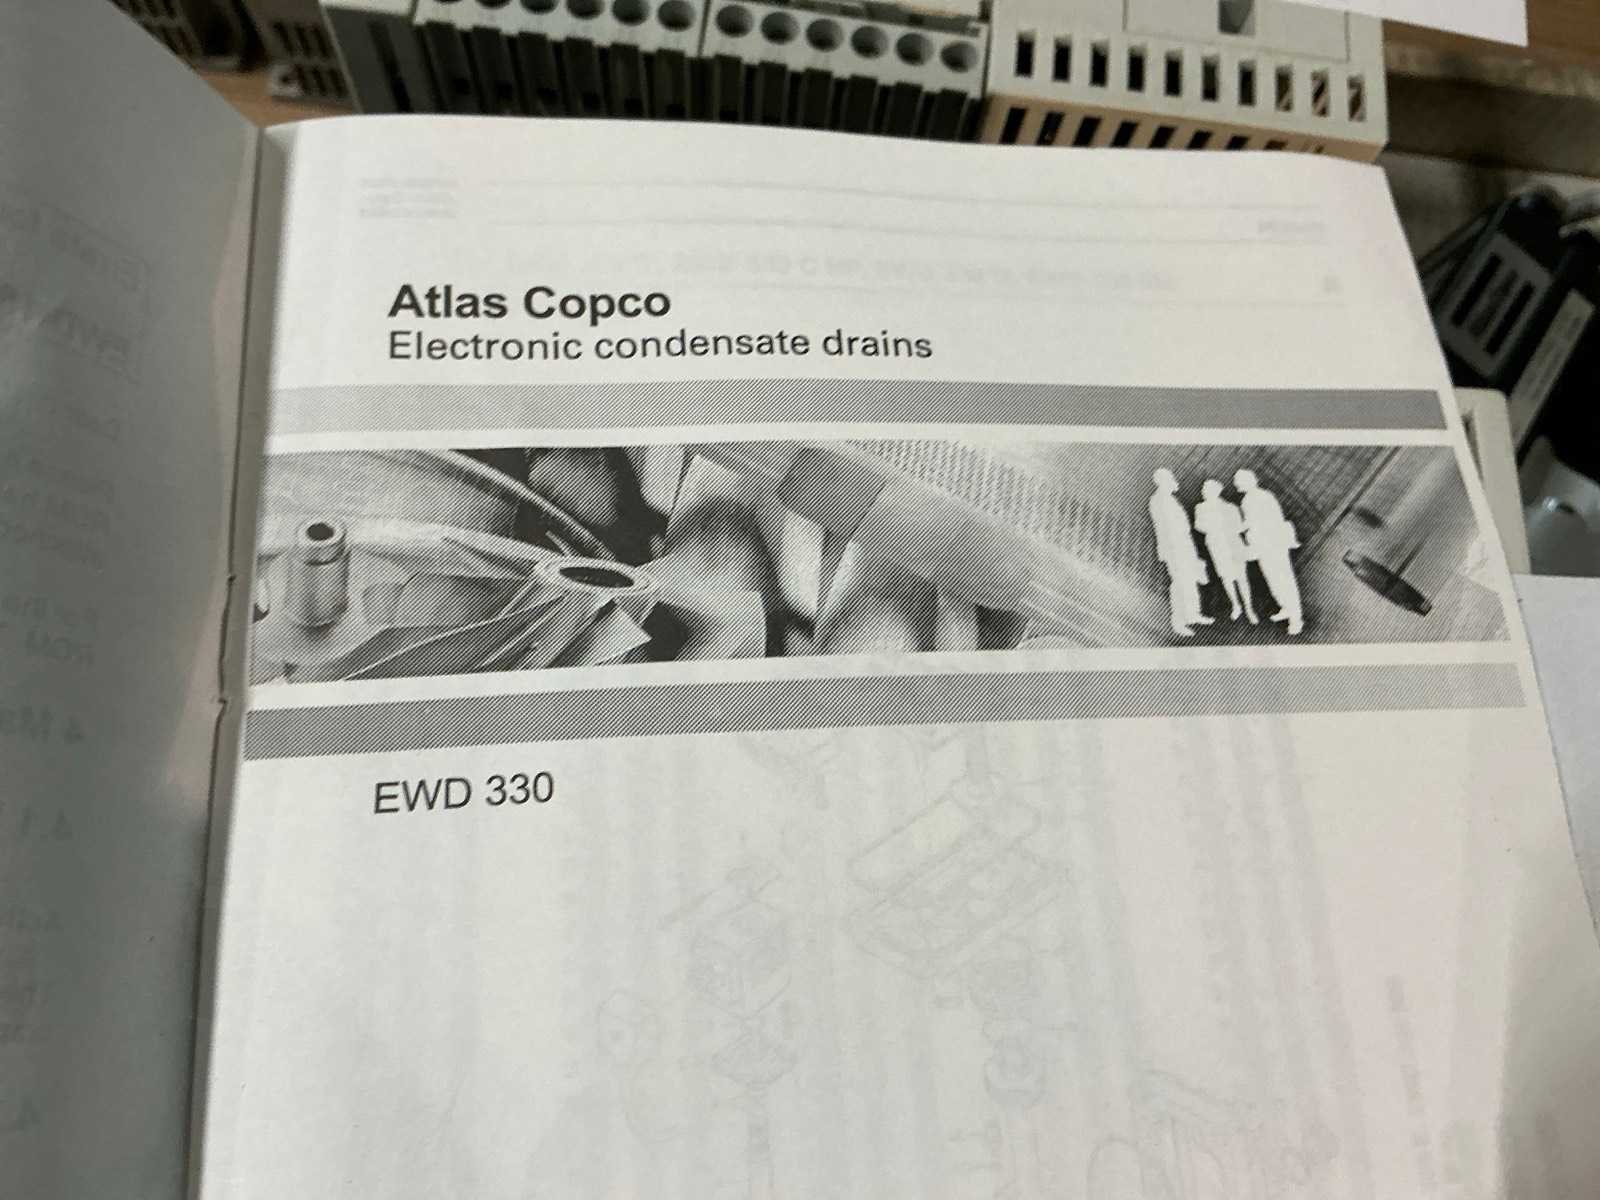 Atlas Copco
Electronic condensate drains
EWD 330